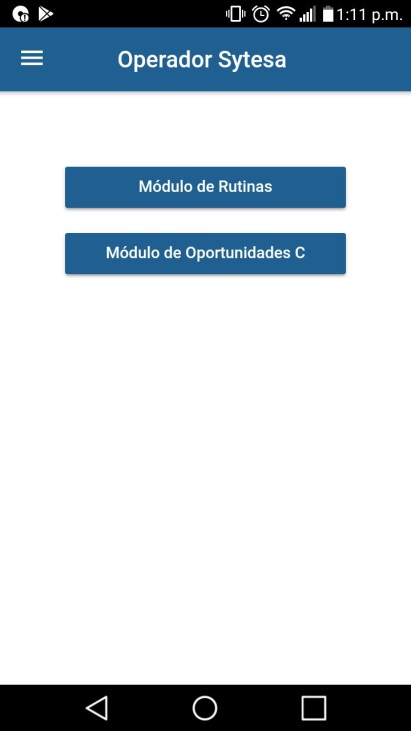 1:11 p.m.
Operador Sytesa
Módulo de Rutinas
Módulo de Oportunidades C